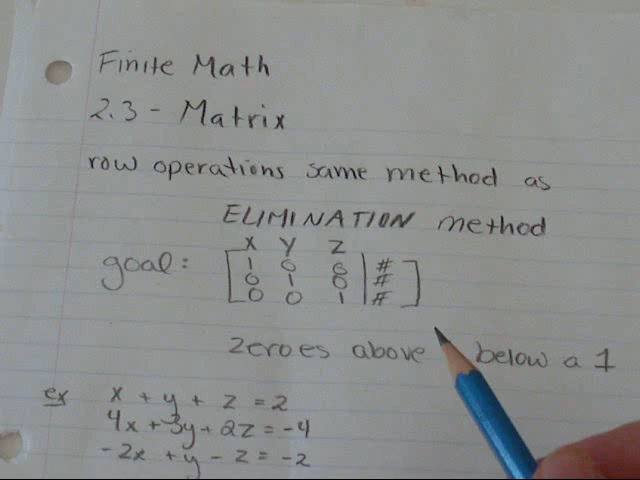 Finite Math
2.3 - Matrix
row operations same method as
ELIMINATION method
x y z
goal: [ 1 0 0 | # ]
[ 0 1 0 | # ]
[ 0 0 1 | # ]
zeroes above below a 1
ex x + y + z = 2
4x + 3y + 2z = -4
-2x + y - z = -2